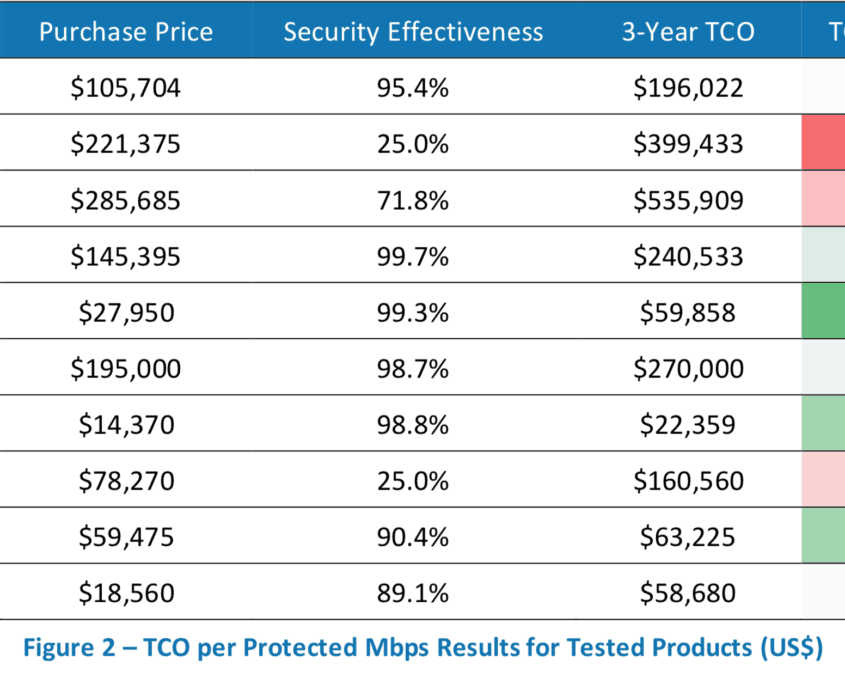 Purchase Price Security Effectiveness 3-Year TCO
$105,704 95.4% $196,022
$221,375 25.0% $399,433
$285,685 71.8% $535,909
$145,395 99.7% $240,533
$27,950 99.3% $59,858
$195,000 98.7% $270,000
$14,370 98.8% $22,359
$78,270 25.0% $160,560
$59,475 90.4% $63,225
$18,560 89.1% $58,680
Figure 2 – TCO per Protected Mbps Results for Tested Products (US$)